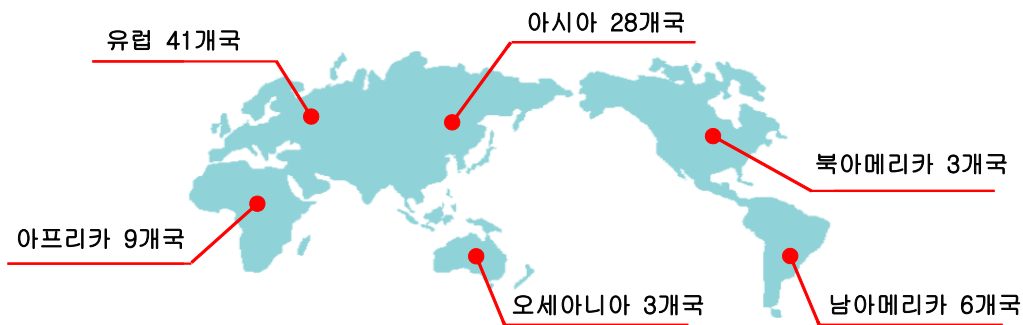 아시아 28개국
유럽 41개국
북아메리카 3개국
아프리카 9개국
오세아니아 3개국
남아메리카 6개국